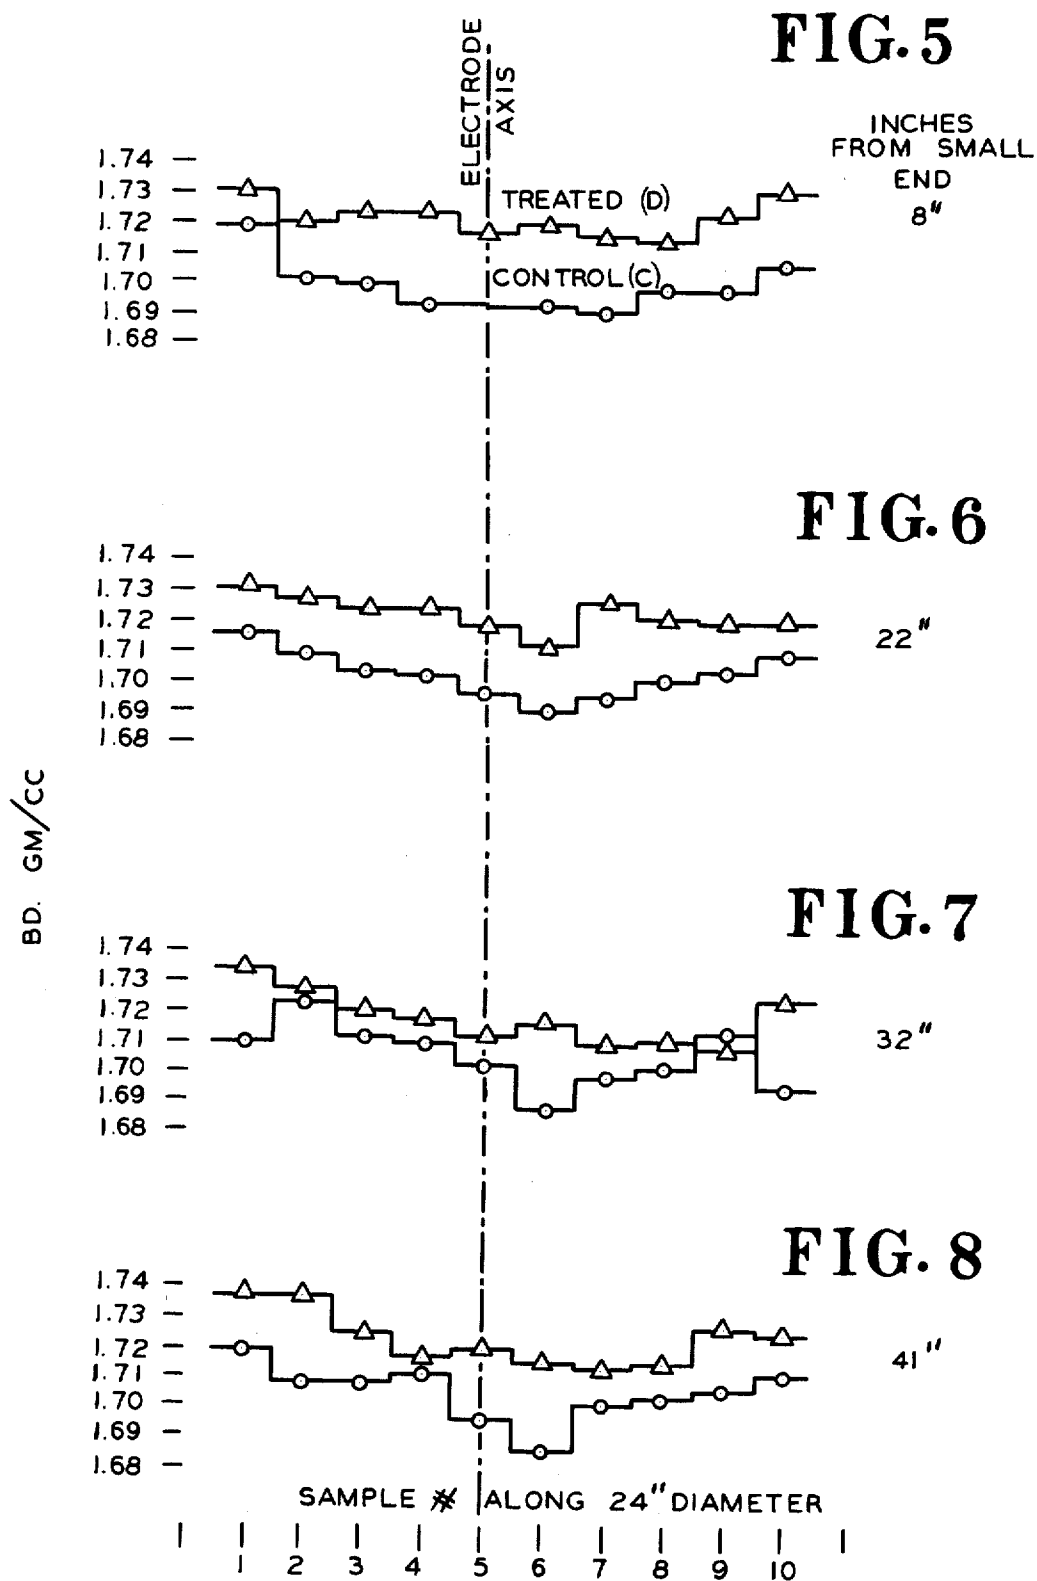 FIG. 5
ELECTRODE
AXIS
INCHES
FROM SMALL
END
8"
1.74
1.73
1.72
1.71
1.70
1.69
1.68
TREATED (D)
CONTROL (C)
FIG. 6
1.74
1.73
1.72
1.71
1.70
1.69
1.68
22"
BD. GM/CC
FIG. 7
1.74
1.73
1.72
1.71
1.70
1.69
1.68
32"
FIG. 8
1.74
1.73
1.72
1.71
1.70
1.69
1.68
41"
SAMPLE # ALONG 24" DIAMETER
1 2 3 4 5 6 7 8 9 10